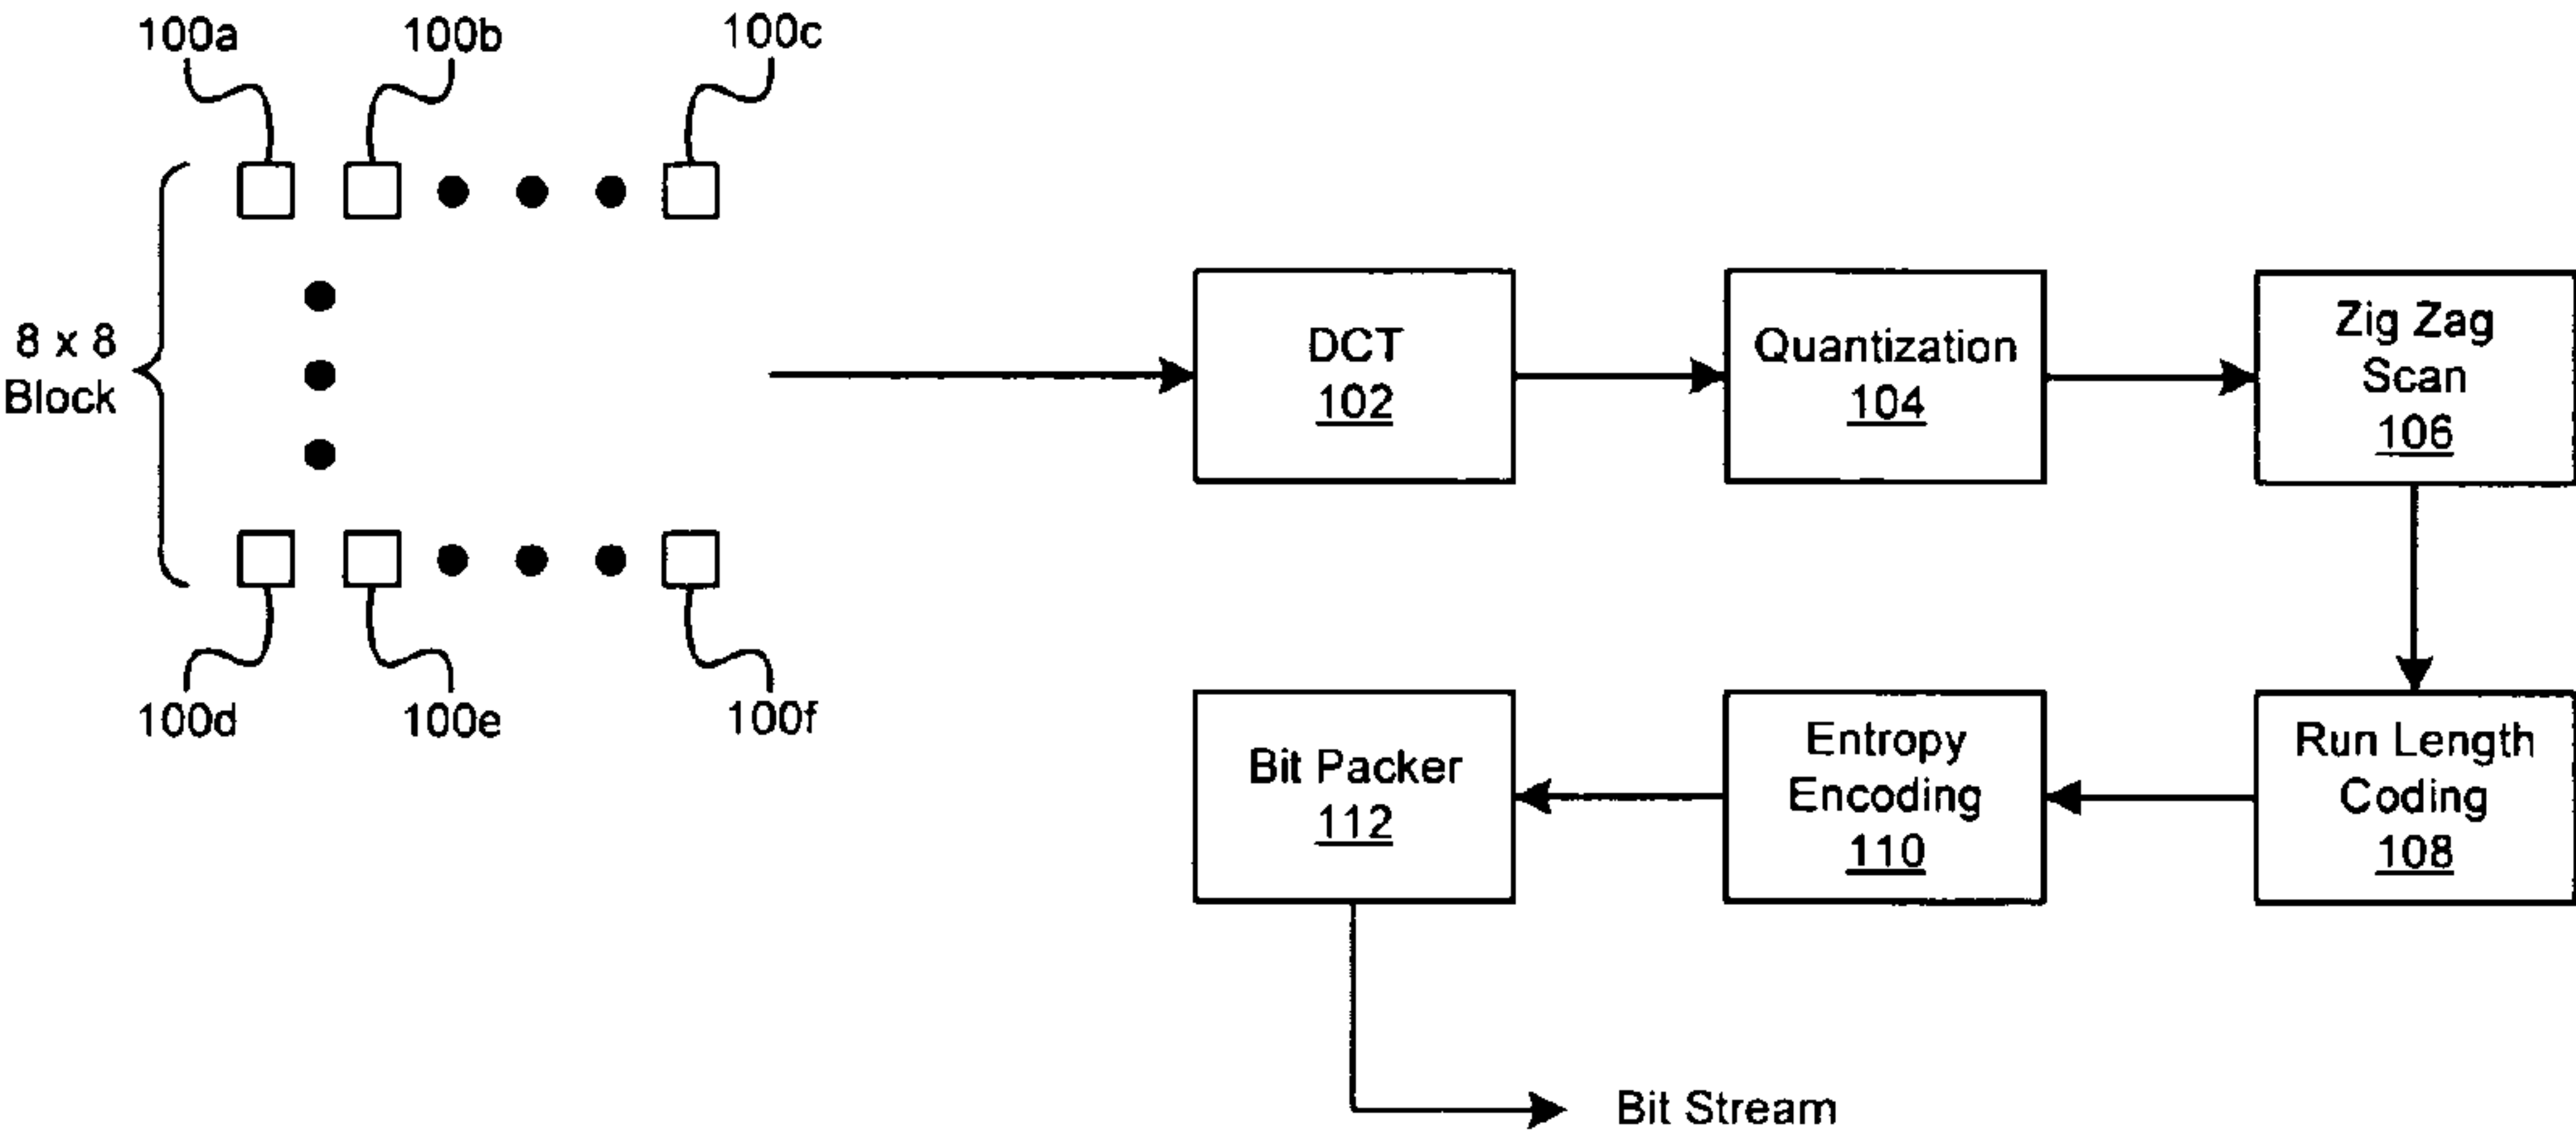 100a
100b
100c
8 x 8
Block
DCT
102
Quantization
104
Zig Zag
Scan
106
100d
100e
100f
Bit Packer
112
Entropy
Encoding
110
Run Length
Coding
108
Bit Stream